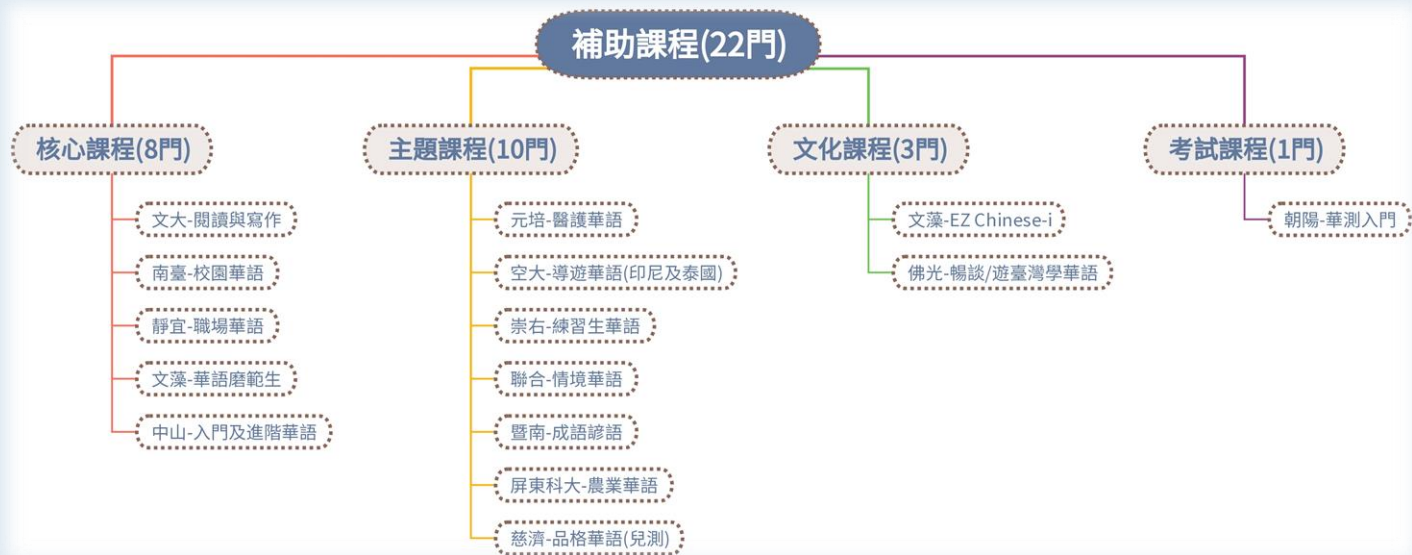 補助課程(22門)
核心課程(8門)
文大-閱讀與寫作
南臺-校園華語
靜宜-職場華語
文藻-華語磨範生
中山-入門及進階華語
主題課程(10門)
元培-醫護華語
空大-導遊華語(印尼及泰國)
崇右-練習生華語
聯合-情境華語
暨南-成語諺語
屏東科大-農業華語
慈濟-品格華語(兒測)
文化課程(3門)
文藻-EZ Chinese-i
佛光-暢談/遊臺灣學華語
考試課程(1門)
朝陽-華測入門